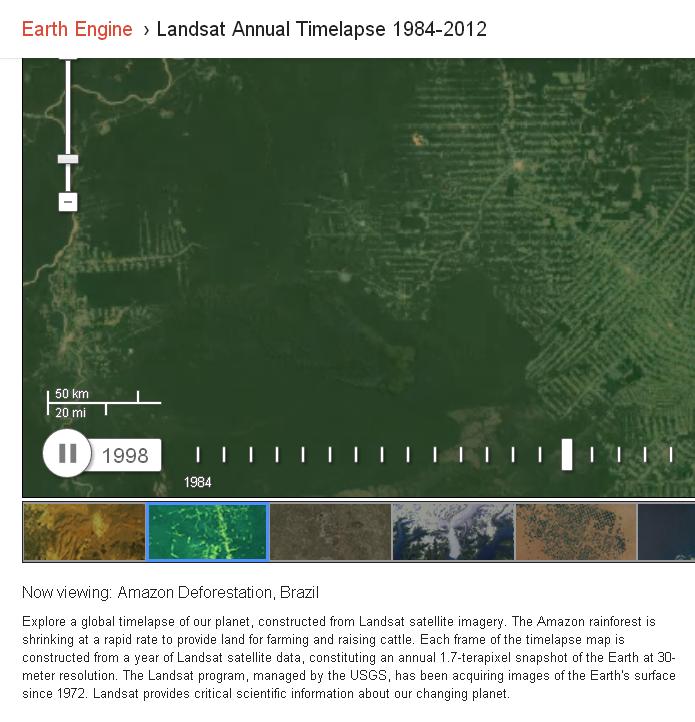 Earth Engine › Landsat Annual Timelapse 1984-2012
50 km
20 mi
1998
1984
Now viewing: Amazon Deforestation, Brazil
Explore a global timelapse of our planet, constructed from Landsat satellite imagery. The Amazon rainforest is
shrinking at a rapid rate to provide land for farming and raising cattle. Each frame of the timelapse map is
constructed from a year of Landsat satellite data, constituting an annual 1.7-terapixel snapshot of the Earth at 30-
meter resolution. The Landsat program, managed by the USGS, has been acquiring images of the Earth's surface
since 1972. Landsat provides critical scientific information about our changing planet.